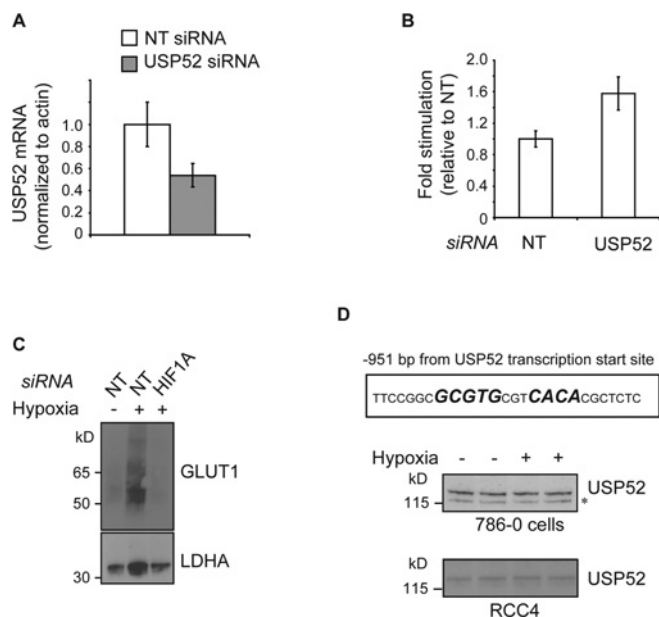 A
NT siRNA
USP52 siRNA
USP52 mRNA
(normalized to actin)
1.0
0.8
0.6
0.4
0.2
0
B
Fold stimulation
(relative to NT)
2.0
1.6
1.2
0.8
0.4
0
siRNA NT USP52
C
siRNA NT NT HIF1A
Hypoxia - + +
kD
65
50
GLUT1
LDHA
30
D
-951 bp from USP52 transcription start site
TTCCGGCGCGTGCGTCACACGCTCTC
Hypoxia - - + +
kD
115
USP52
*
786-0 cells
kD
115
USP52
RCC4